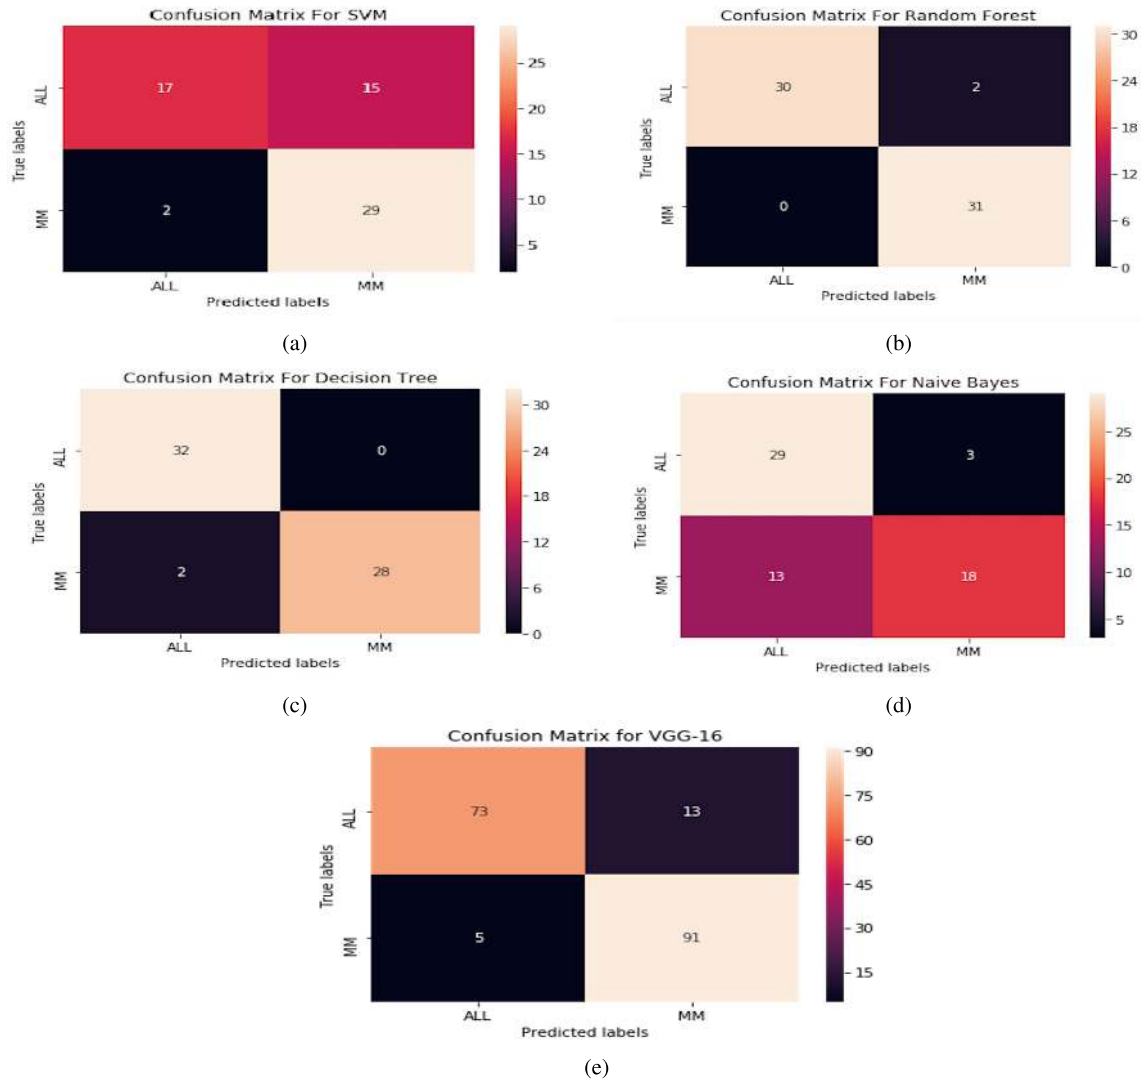 Confusion Matrix For SVM
25
ALL
17
15
20
True labels
15
10
MM
2
29
5
ALL
MM
Predicted labels
(a)
Confusion Matrix For Random Forest
30
ALL
30
2
24
True labels
18
12
MM
0
31
6
0
ALL
MM
Predicted labels
(b)
Confusion Matrix For Decision Tree
30
ALL
32
0
24
True labels
18
12
MM
2
28
6
0
ALL
MM
Predicted labels
(c)
Confusion Matrix For Naive Bayes
25
ALL
29
3
20
True labels
15
10
MM
13
18
5
ALL
MM
Predicted labels
(d)
Confusion Matrix for VGG-16
90
ALL
73
13
75
60
True labels
45
30
MM
5
91
15
ALL
MM
Predicted labels
(e)